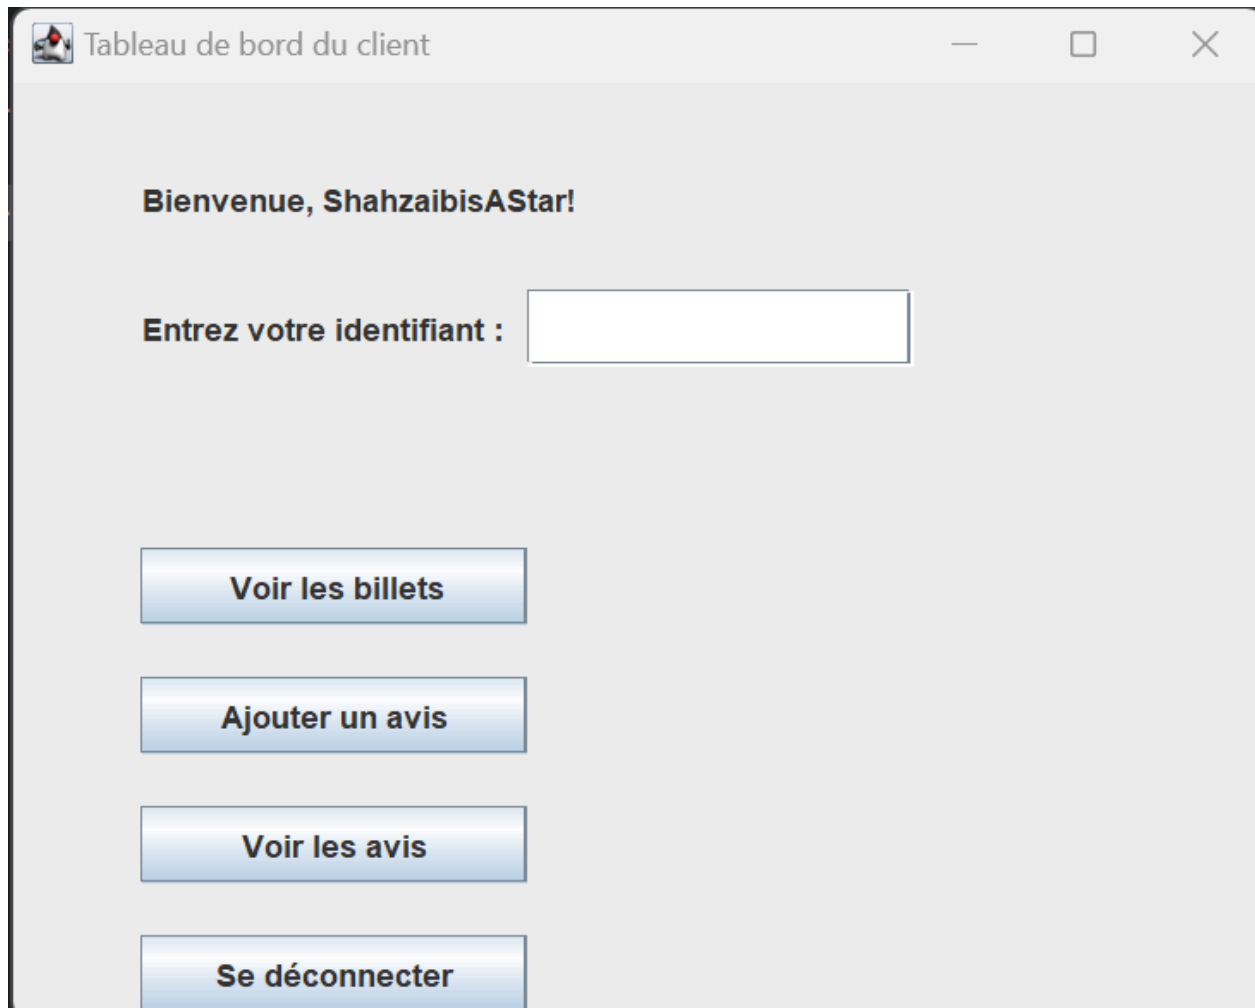 Tableau de bord du client
Bienvenue, ShahzaibisAStar!
Entrez votre identifiant :
Voir les billets
Ajouter un avis
Voir les avis
Se déconnecter